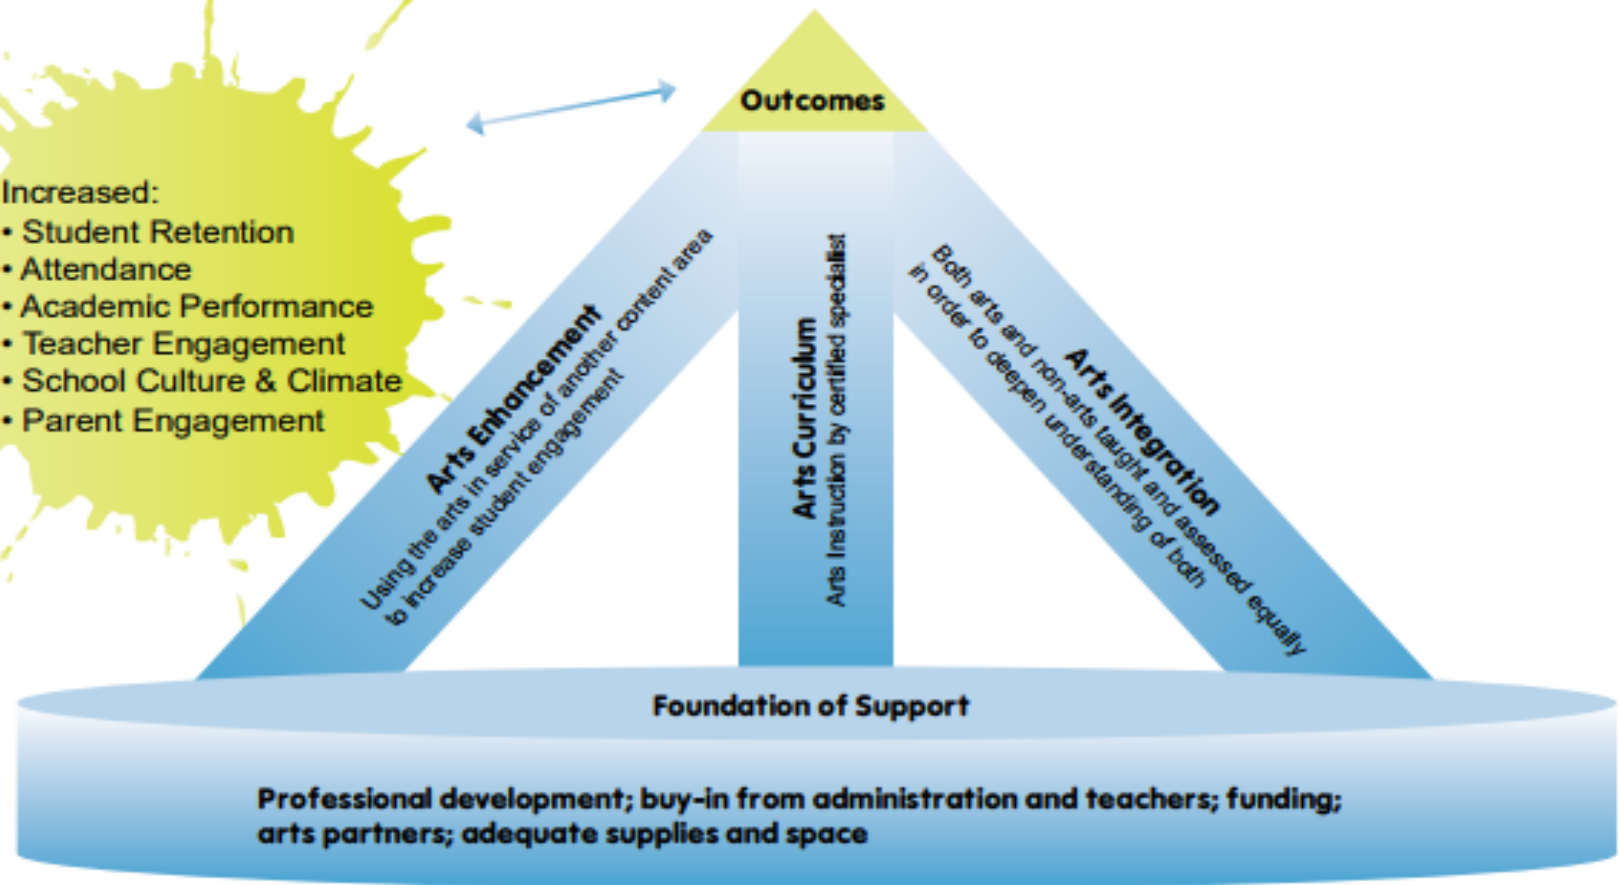 Outcomes
Increased:
• Student Retention
• Attendance
• Academic Performance
• Teacher Engagement
• School Culture & Climate
• Parent Engagement
Arts Enhancement
Using the arts in service of another content area
to increase student engagement
Arts Curriculum
Arts Instruction by certified specialist
Arts Integration
Both arts and non-arts taught and assessed equally
in order to deepen understanding of both
Foundation of Support
Professional development; buy-in from administration and teachers; funding;
arts partners; adequate supplies and space